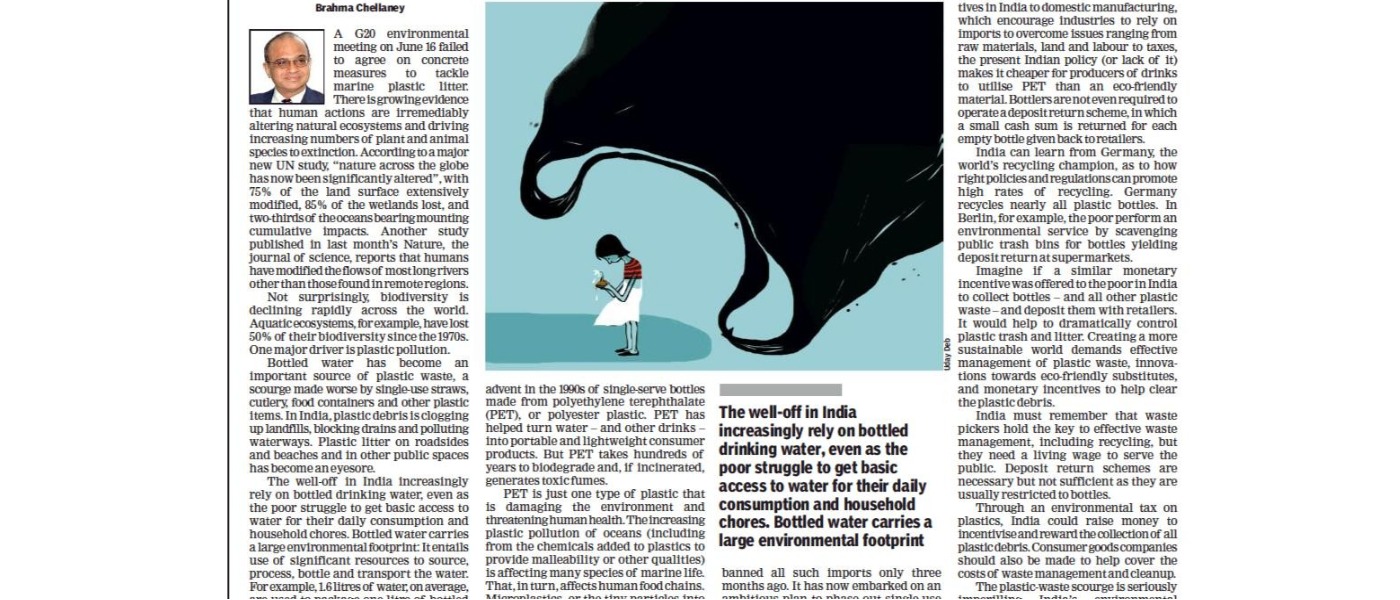 Brahma Chellaney
A G20 environmental
meeting on June 16 failed
to agree on concrete
measures to tackle
marine plastic litter.
There is growing evidence
that human actions are irremediably
altering natural ecosystems and driving
increasing numbers of plant and animal
species to extinction. According to a major
new UN study, “nature across the globe
has now been significantly altered”, with
75% of the land surface extensively
modified, 85% of the wetlands lost, and
two-thirds of the oceans bearing mounting
cumulative impacts. Another study
published in last month’s Nature, the
journal of science, reports that humans
have modified the flows of most long rivers
other than those found in remote regions.
Not surprisingly, biodiversity is
declining rapidly across the world.
Aquatic ecosystems, for example, have lost
50% of their biodiversity since the 1970s.
One major driver is plastic pollution.
Bottled water has become an
important source of plastic waste, a
scourge made worse by single-use straws,
cutlery, food containers and other plastic
items. In India, plastic debris is clogging
up landfills, blocking drains and polluting
waterways. Plastic litter on roadsides
and beaches and in other public spaces
has become an eyesore.
The well-off in India increasingly
rely on bottled drinking water, even as
the poor struggle to get basic access to
water for their daily consumption and
household chores. Bottled water carries
a large environmental footprint: It entails
use of significant resources to source,
process, bottle and transport the water.
For example, 1.6 litres of water, on average,
are used to package one litre of bottled
Uday Deb
advent in the 1990s of single-serve bottles
made from polyethylene terephthalate
(PET), or polyester plastic. PET has
helped turn water – and other drinks –
into portable and lightweight consumer
products. But PET takes hundreds of
years to biodegrade and, if incinerated,
generates toxic fumes.
PET is just one type of plastic that
is damaging the environment and
threatening human health. The increasing
plastic pollution of oceans (including
from the chemicals added to plastics to
provide malleability or other qualities)
is affecting many species of marine life.
That, in turn, affects human food chains.
Microplastics, or the tiny particles into
The well-off in India
increasingly rely on bottled
drinking water, even as the
poor struggle to get basic
access to water for their daily
consumption and household
chores. Bottled water carries a
large environmental footprint
banned all such imports only three
months ago. It has now embarked on an
ambitious plan to phase out single-use
tives in India to domestic manufacturing,
which encourage industries to rely on
imports to overcome issues ranging from
raw materials, land and labour to taxes,
the present Indian policy (or lack of it)
makes it cheaper for producers of drinks
to utilise PET than an eco-friendly
material. Bottlers are not even required to
operate a deposit return scheme, in which
a small cash sum is returned for each
empty bottle given back to retailers.
India can learn from Germany, the
world’s recycling champion, as to how
right policies and regulations can promote
high rates of recycling. Germany
recycles nearly all plastic bottles. In
Berlin, for example, the poor perform an
environmental service by scavenging
public trash bins for bottles yielding
deposit return at supermarkets.
Imagine if a similar monetary
incentive was offered to the poor in India
to collect bottles – and all other plastic
waste – and deposit them with retailers.
It would help to dramatically control
plastic trash and litter. Creating a more
sustainable world demands effective
management of plastic waste, innova-
tions towards eco-friendly substitutes,
and monetary incentives to help clear
the plastic debris.
India must remember that waste
pickers hold the key to effective waste
management, including recycling, but
they need a living wage to serve the
public. Deposit return schemes are
necessary but not sufficient as they are
usually restricted to bottles.
Through an environmental tax on
plastics, India could raise money to
incentivise and reward the collection of all
plastic debris. Consumer goods companies
should also be made to help cover the
costs of waste management and cleanup.
The plastic-waste scourge is seriously
imperilling India’s environmental